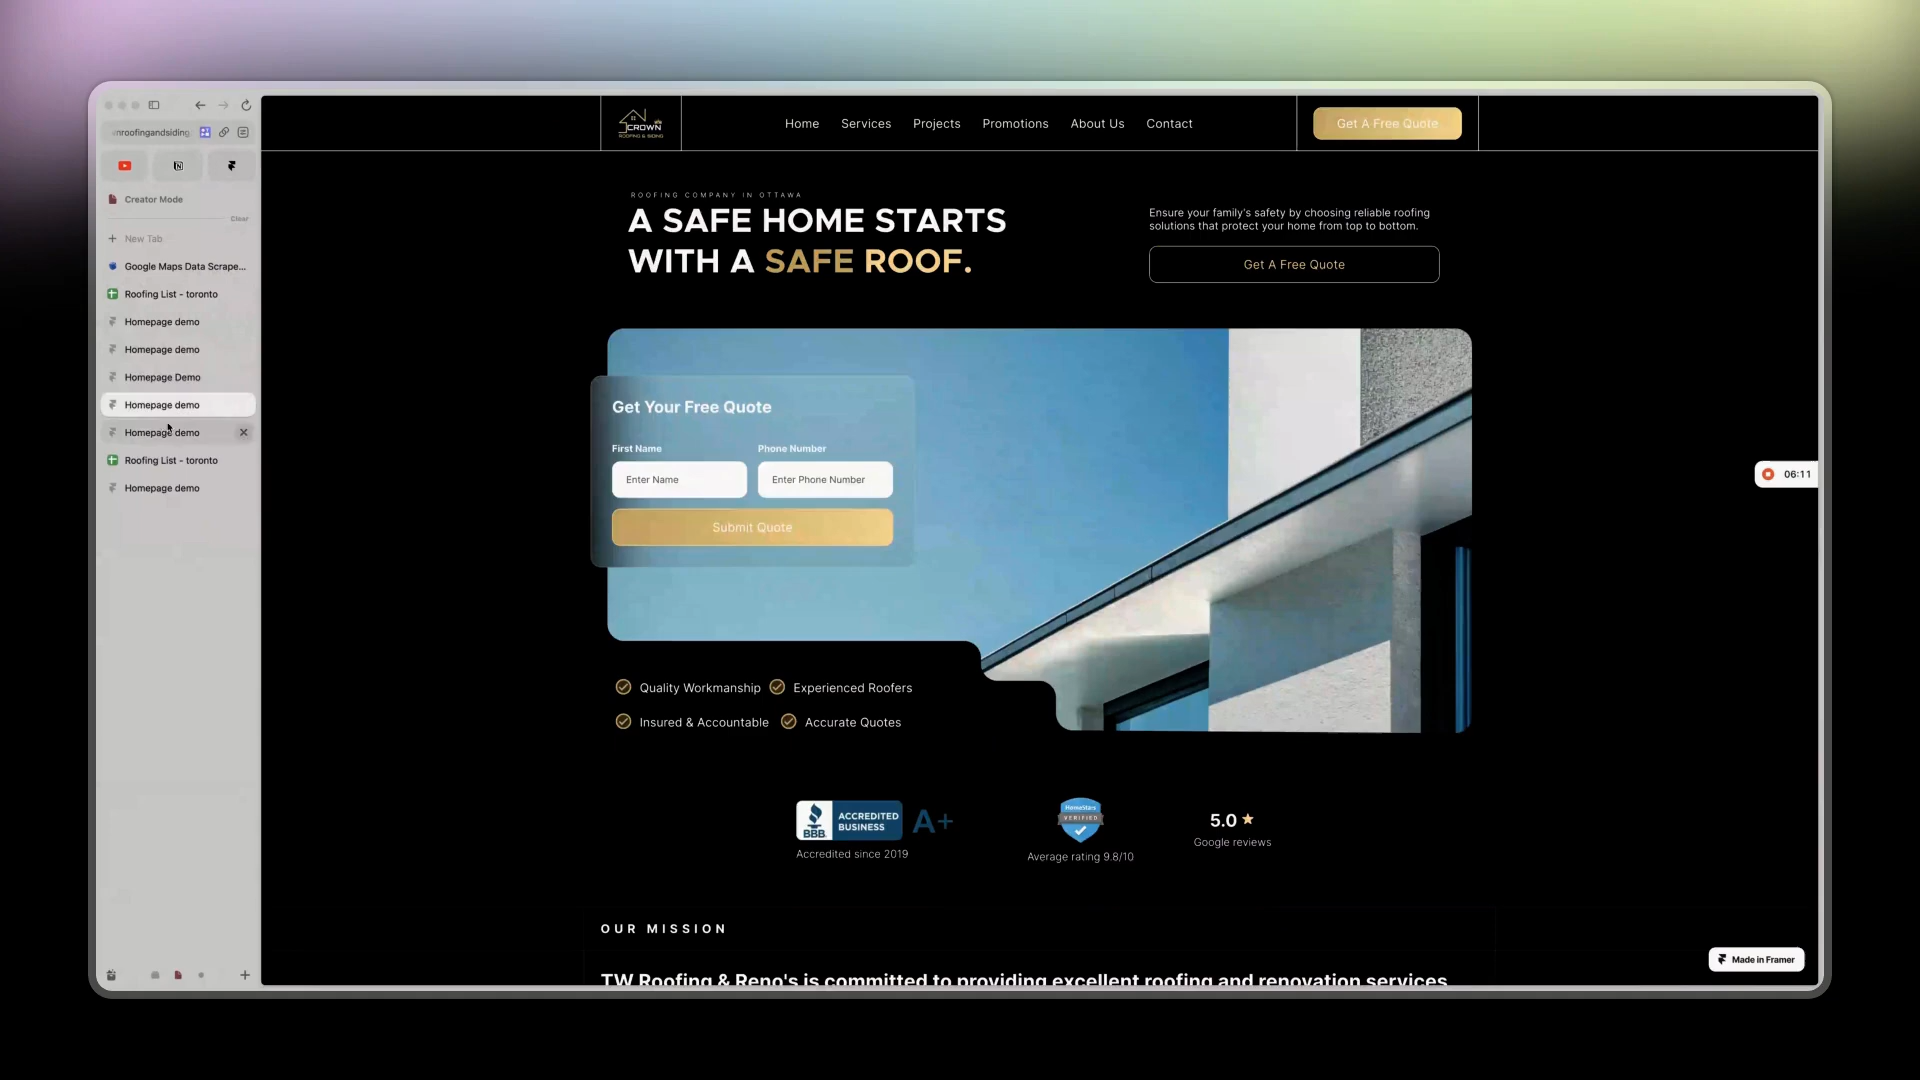 nroofingandsiding
Creator Mode
Clear
New Tab
Google Maps Data Scrape...
Roofing List - toronto
Homepage demo
Homepage demo
Homepage Demo
Homepage demo
Homepage demo
Roofing List - toronto
Homepage demo
CROWN
ROOFING & SIDING
Home
Services
Projects
Promotions
About Us
Contact
Get A Free Quote
ROOFING COMPANY IN OTTAWA
A SAFE HOME STARTS
WITH A SAFE ROOF.
Ensure your family's safety by choosing reliable roofing
solutions that protect your home from top to bottom.
Get A Free Quote
Get Your Free Quote
First Name
Phone Number
Enter Name
Enter Phone Number
Submit Quote
06:11
Quality Workmanship
Experienced Roofers
Insured & Accountable
Accurate Quotes
BBB.
ACCREDITED
BUSINESS
A+
Accredited since 2019
HomeStars
VERIFIED
Average rating 9.8/10
5.0
Google reviews
OUR MISSION
TW Roofing & Reno's is committed to providing excellent roofing and renovation services
Made in Framer